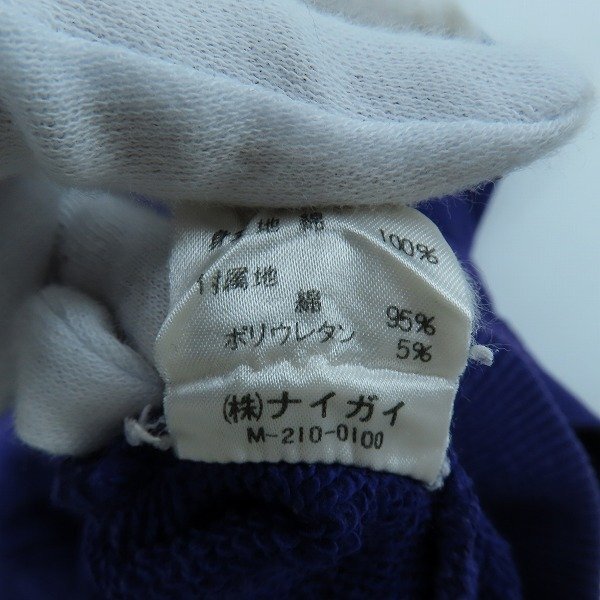 身生地 綿 100%
付属地
綿 95%
ポリウレタン 5%
(株)ナイガイ
M-210-0100